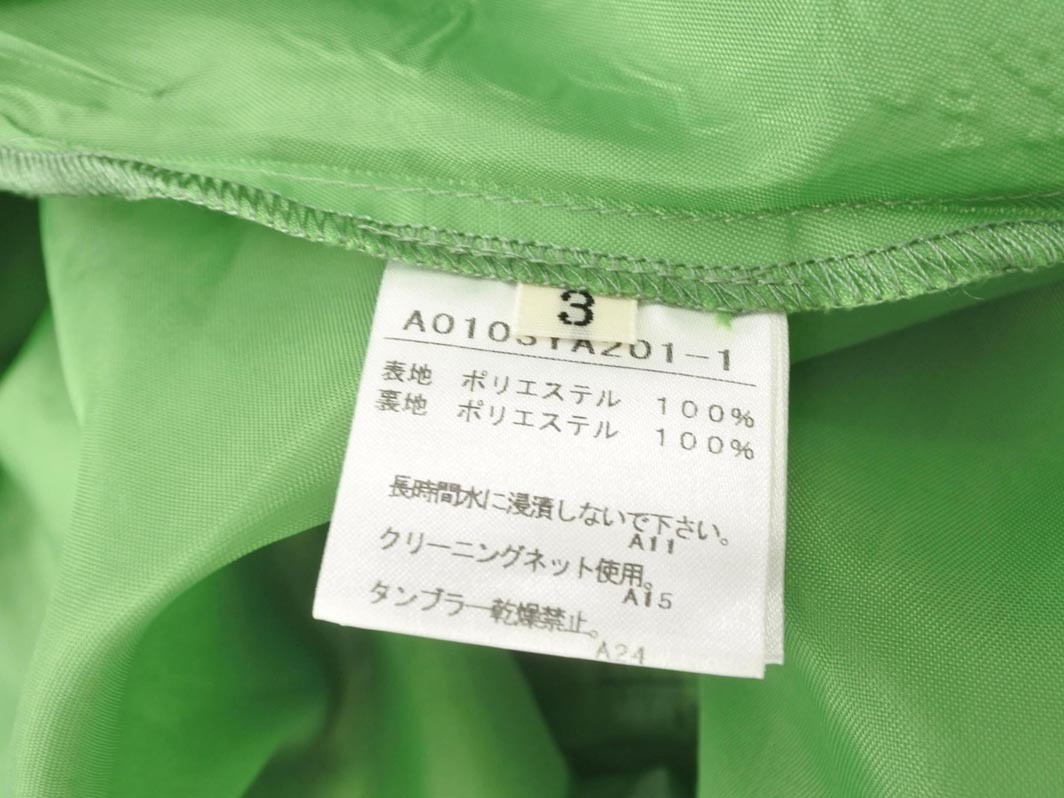 3
A0103YA201-1
表地 ポリエステル 100%
裏地 ポリエステル 100%
長時間水に浸漬しないで下さい。
A11
クリーニングネット使用。
A15
タンブラー乾燥禁止。
A24